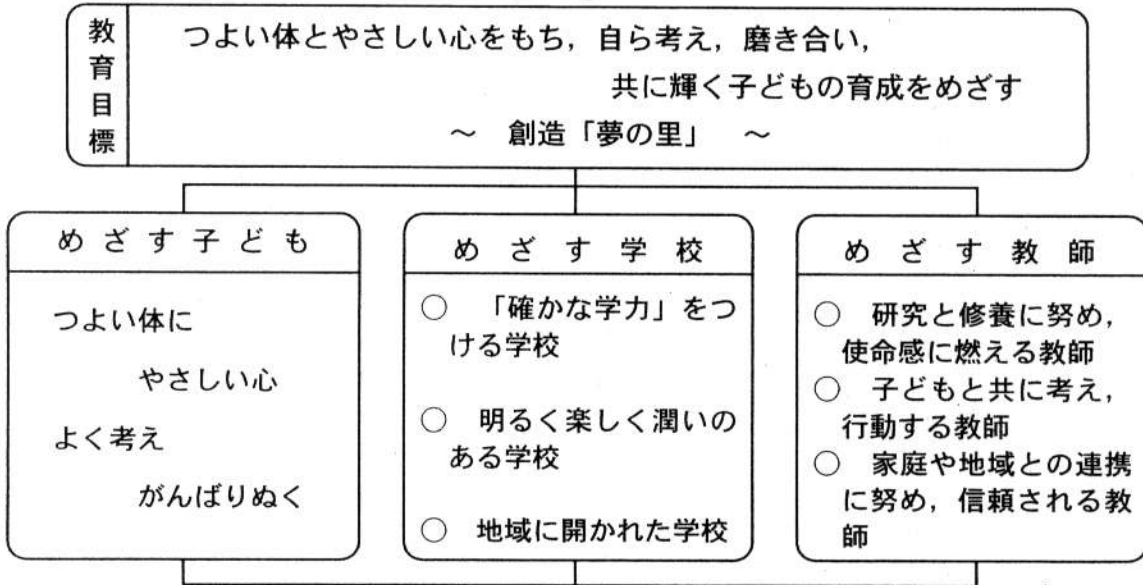 教育目標
つよい体とやさしい心をもち，自ら考え，磨き合い，
共に輝く子どもの育成をめざす
～　創造「夢の里」　～
めざす子ども
つよい体に
やさしい心
よく考え
がんばりぬく
めざす学校
○　「確かな学力」をつ
ける学校
○　明るく楽しく潤いの
ある学校
○　地域に開かれた学校
めざす教師
○　研究と修養に努め，
使命感に燃える教師
○　子どもと共に考え，
行動する教師
○　家庭や地域との連携
に努め，信頼される教
師